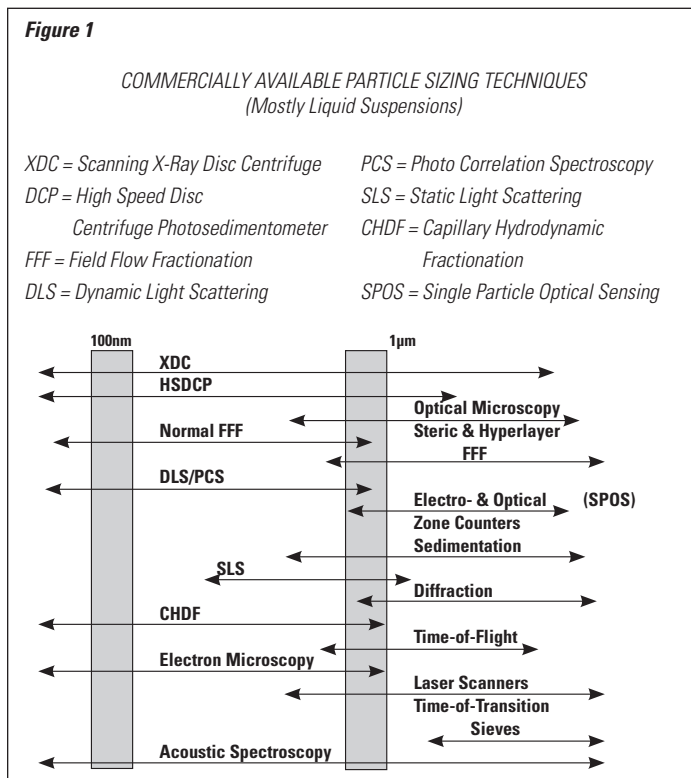 Figure 1
COMMERCIALLY AVAILABLE PARTICLE SIZING TECHNIQUES
(Mostly Liquid Suspensions)
XDC = Scanning X-Ray Disc Centrifuge
DCP = High Speed Disc
Centrifuge Photosedimentometer
FFF = Field Flow Fractionation
DLS = Dynamic Light Scattering
PCS = Photo Correlation Spectroscopy
SLS = Static Light Scattering
CHDF = Capillary Hydrodynamic
Fractionation
SPOS = Single Particle Optical Sensing
100nm
1µm
XDC
HSDCP
Optical Microscopy
Normal FFF
Steric & Hyperlayer
FFF
DLS/PCS
Electro- & Optical (SPOS)
Zone Counters
Sedimentation
SLS
Diffraction
CHDF
Time-of-Flight
Electron Microscopy
Laser Scanners
Time-of-Transition
Sieves
Acoustic Spectroscopy